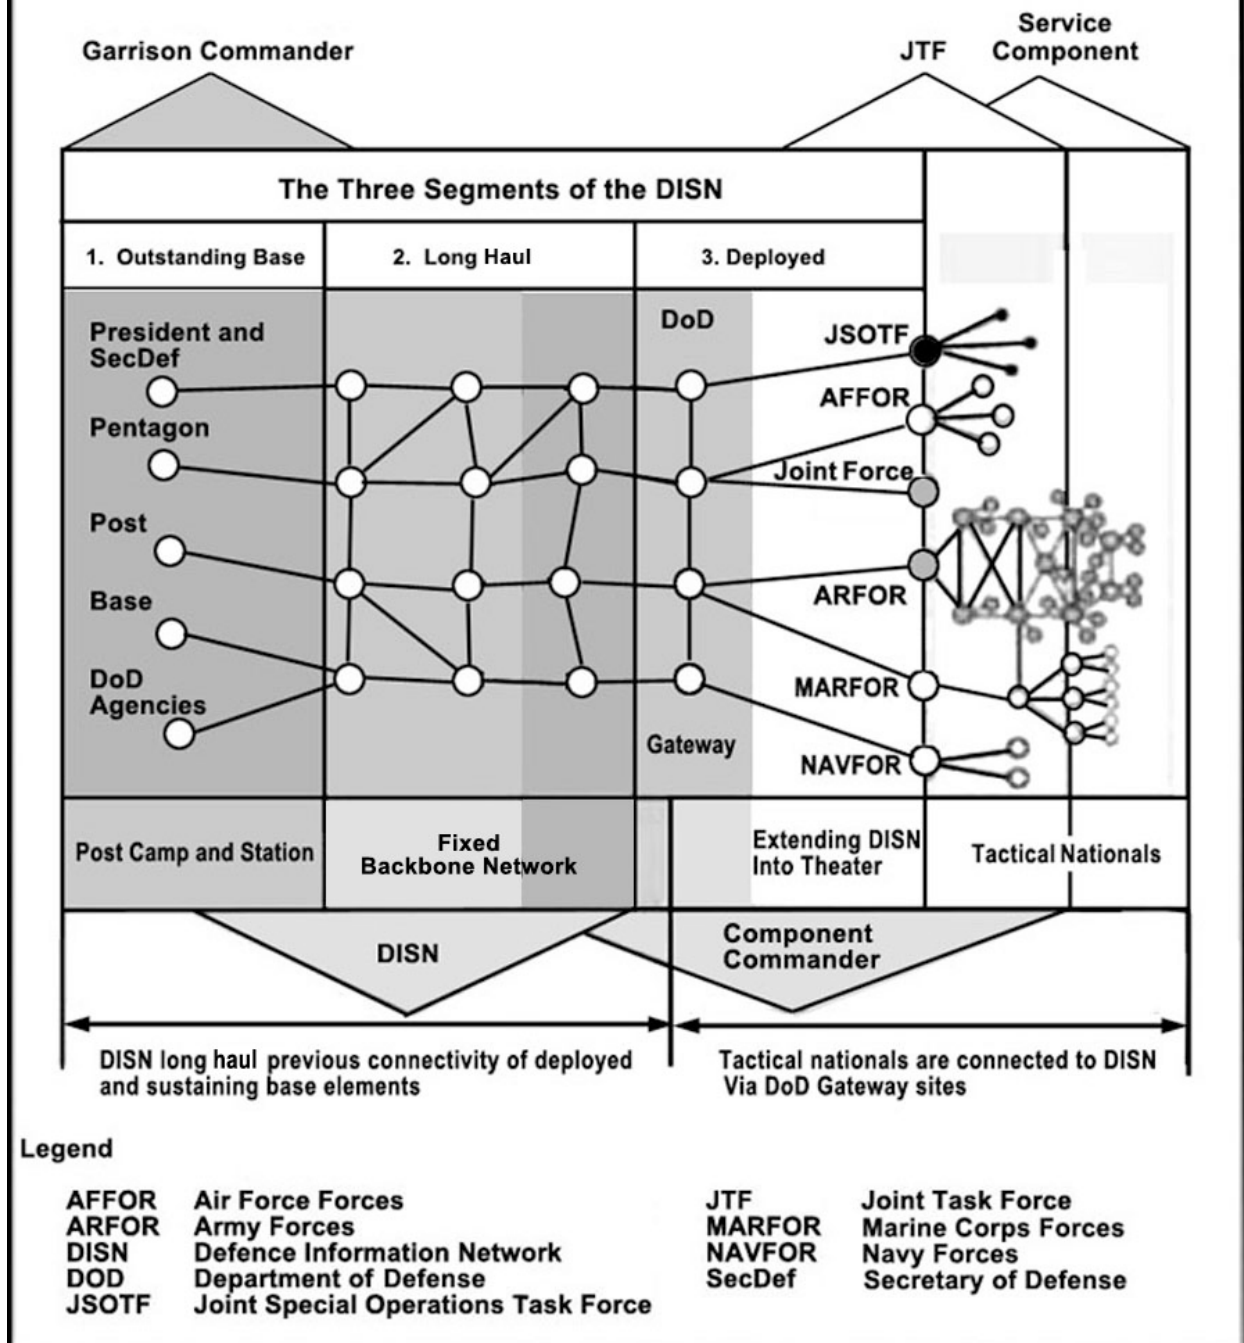 Garrison Commander
JTF
Service
Component
The Three Segments of the DISN
1. Outstanding Base
2. Long Haul
3. Deployed
President and
SecDef
Pentagon
Post
Base
DoD
Agencies
DoD
Gateway
JSOTF
AFFOR
Joint Force
ARFOR
MARFOR
NAVFOR
Post Camp and Station
Fixed
Backbone Network
Extending DISN
Into Theater
Tactical Nationals
DISN
Component
Commander
DISN long haul previous connectivity of deployed
and sustaining base elements
Tactical nationals are connected to DISN
Via DoD Gateway sites
Legend
AFFOR Air Force Forces
ARFOR Army Forces
DISN Defence Information Network
DOD Department of Defense
JSOTF Joint Special Operations Task Force
JTF Joint Task Force
MARFOR Marine Corps Forces
NAVFOR Navy Forces
SecDef Secretary of Defense